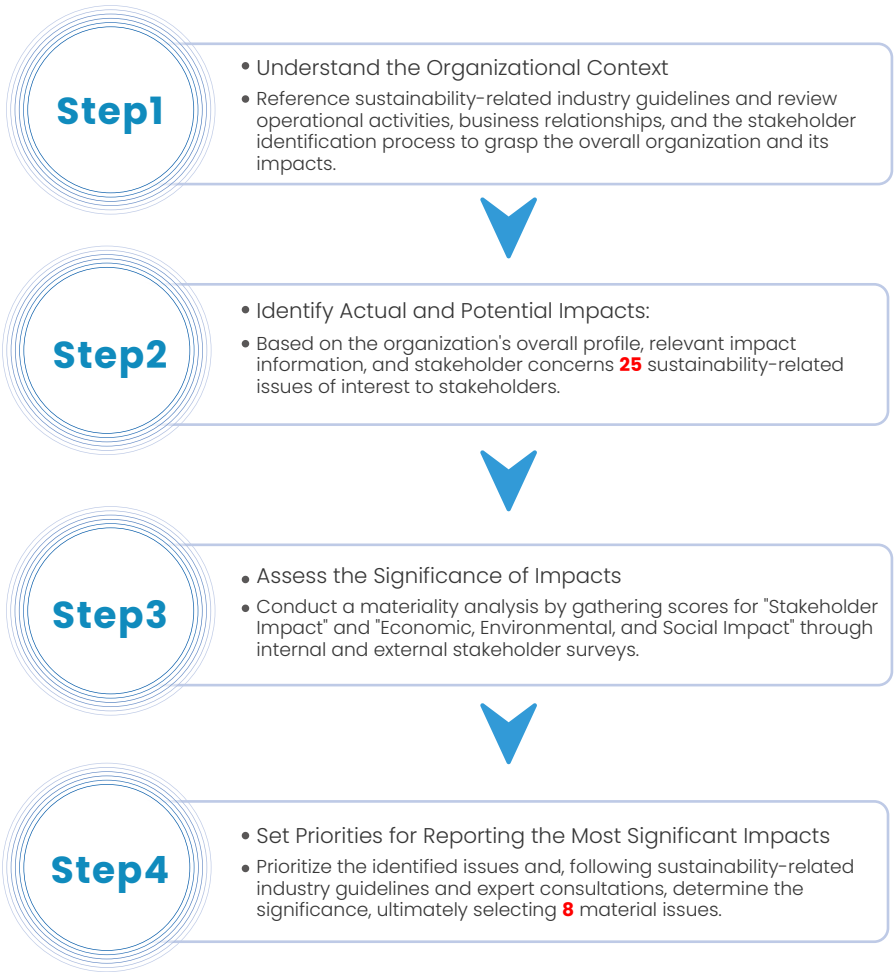 Step1
• Understand the Organizational Context
• Reference sustainability-related industry guidelines and review
operational activities, business relationships, and the stakeholder
identification process to grasp the overall organization and its
impacts.
Step2
• Identify Actual and Potential Impacts:
• Based on the organization's overall profile, relevant impact
information, and stakeholder concerns 25 sustainability-related
issues of interest to stakeholders.
Step3
• Assess the Significance of Impacts
• Conduct a materiality analysis by gathering scores for "Stakeholder
Impact" and "Economic, Environmental, and Social Impact" through
internal and external stakeholder surveys.
Step4
• Set Priorities for Reporting the Most Significant Impacts
• Prioritize the identified issues and, following sustainability-related
industry guidelines and expert consultations, determine the
significance, ultimately selecting 8 material issues.